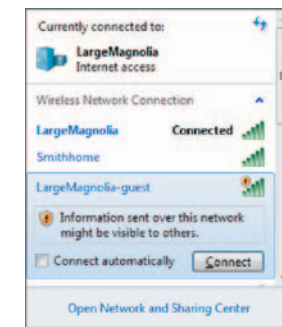 Currently connected to:
LargeMagnolia
Internet access
Wireless Network Connection
LargeMagnolia Connected
Smithhome
LargeMagnolia-guest
Information sent over this network
might be visible to others.
Connect automatically Connect
Open Network and Sharing Center